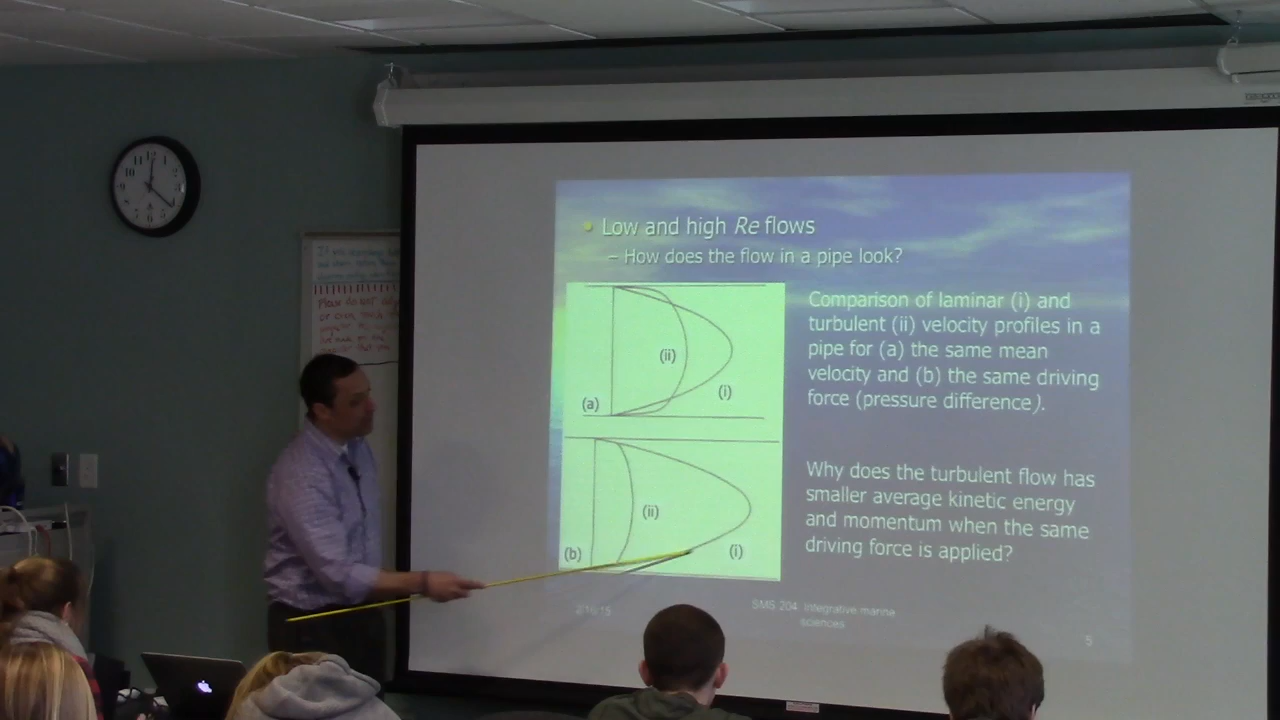 Low and high Re flows
– How does the flow in a pipe look?
Comparison of laminar (i) and
turbulent (ii) velocity profiles in a
pipe for (a) the same mean
velocity and (b) the same driving
force (pressure difference).
(ii)
(i)
(a)
(ii)
(i)
(b)
Why does the turbulent flow has
smaller average kinetic energy
and momentum when the same
driving force is applied?
SMS 204: Integrative marine
sciences
5